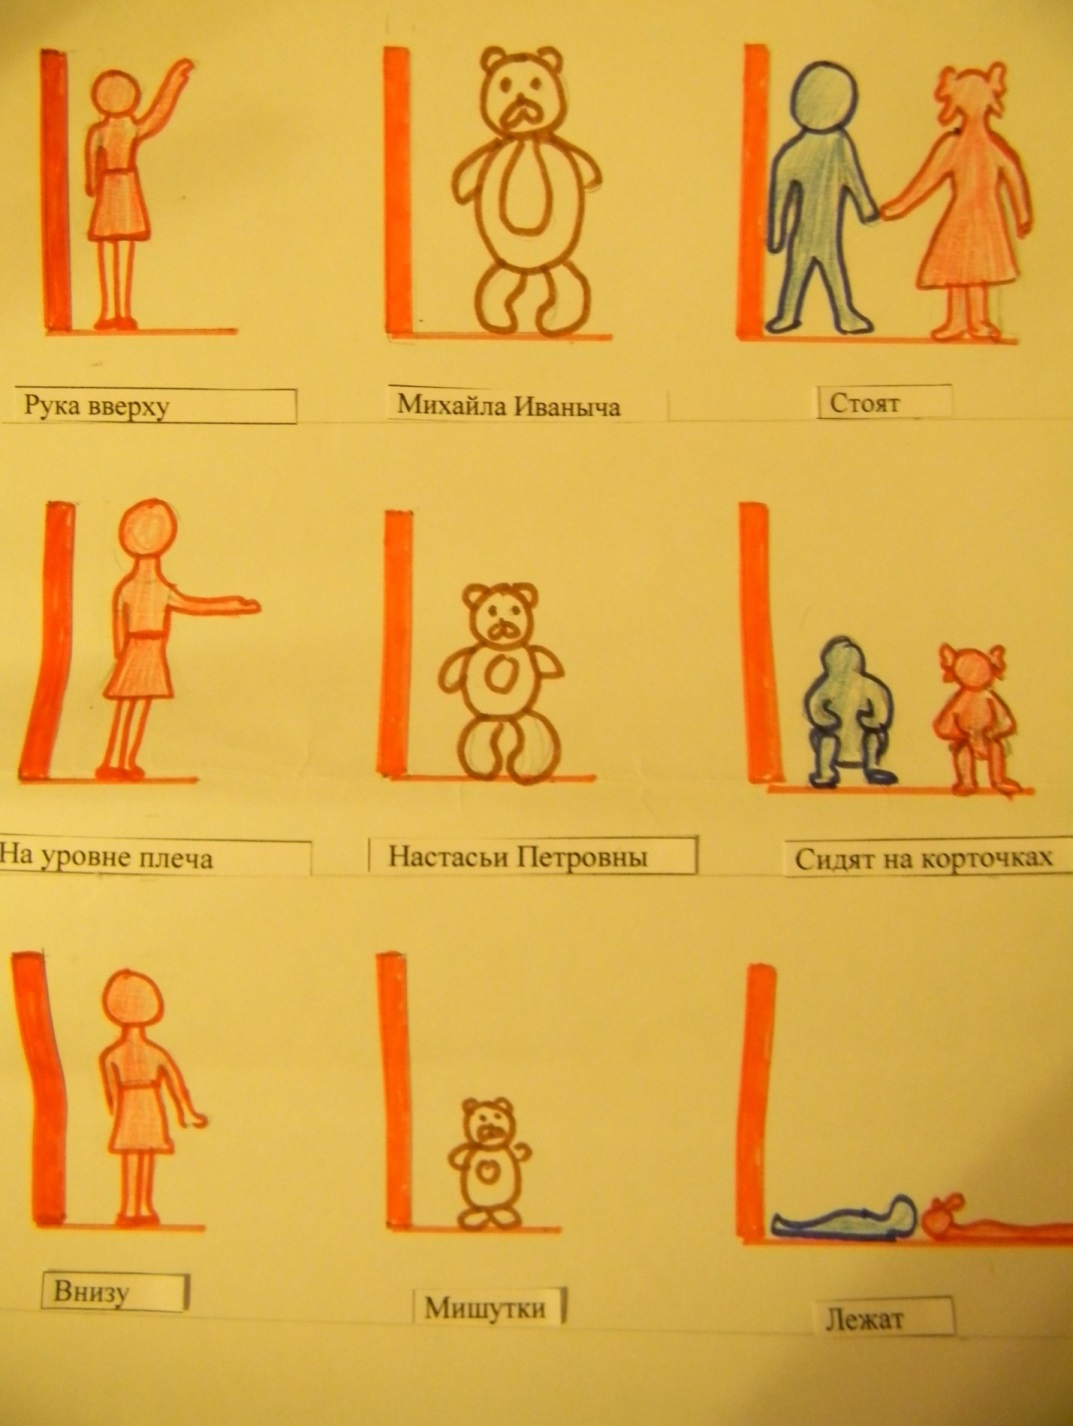 Рука вверху
Михайла Иваныча
Стоят
На уровне плеча
Настасьи Петровны
Сидят на корточках
Внизу
Мишутки
Лежат